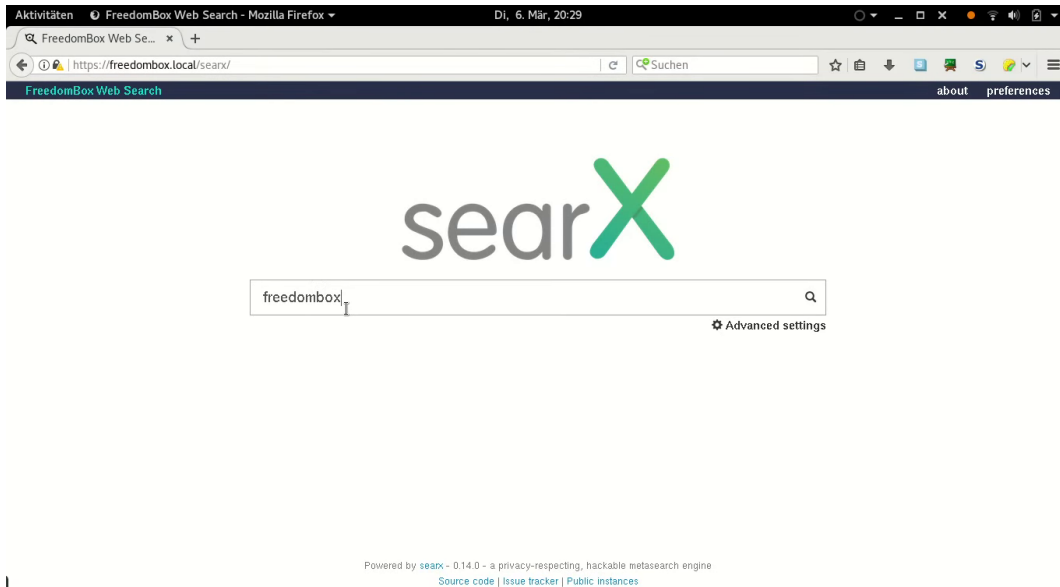 Aktivitäten FreedomBox Web Search - Mozilla Firefox Di, 6. Mär, 20:29
FreedomBox Web Se...
https://freedombox.local/searx/ Suchen
FreedomBox Web Search about preferences
searX
freedombox
Advanced settings
Powered by searx - 0.14.0 - a privacy-respecting, hackable metasearch engine
Source code | Issue tracker | Public instances